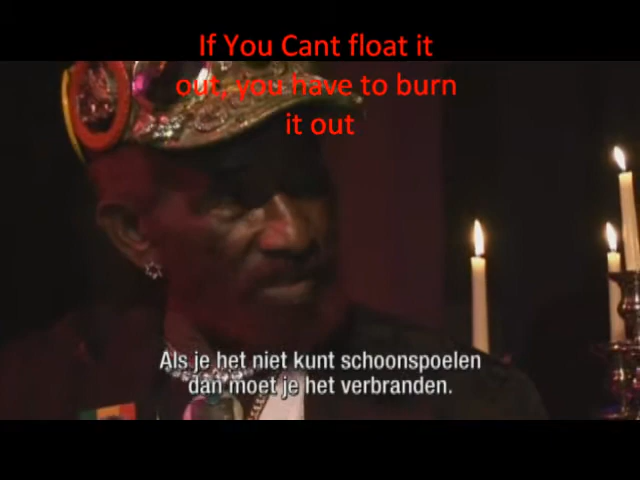 If You Cant float it
out, you have to burn
it out
Als je het niet kunt schoonspoelen
dan moet je het verbranden.